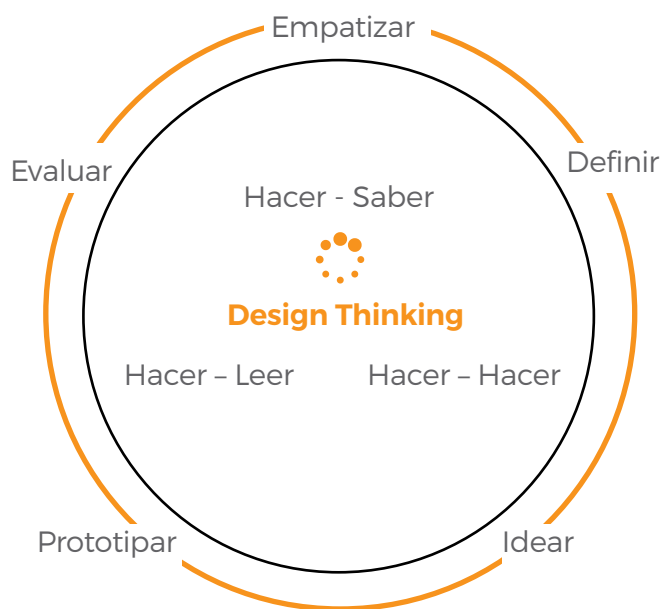 Empatizar
Evaluar
Definir
Hacer - Saber
Design Thinking
Hacer – Leer
Hacer – Hacer
Prototipar
Idear